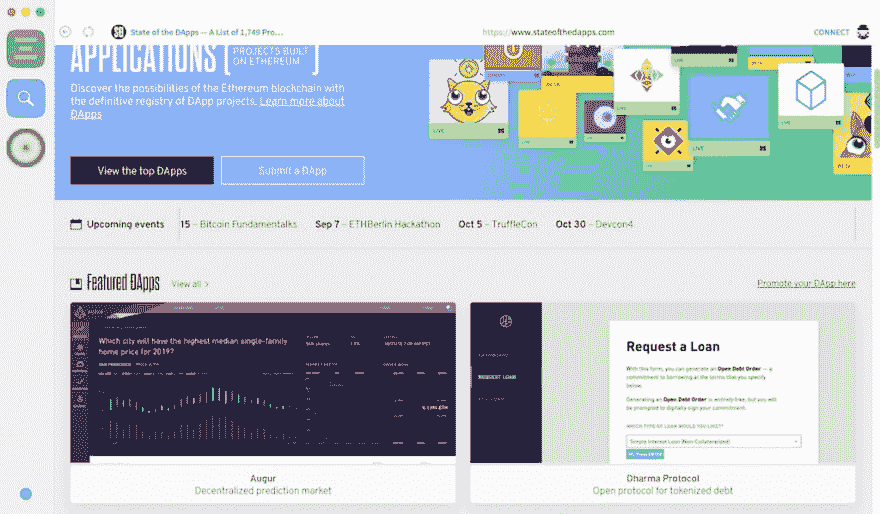 State of the ÐApps — A List of 1,749 Pro...
https://www.stateofthedapps.com
CONNECT
APPLICATIONS
PROJECTS BUILT
ON ETHEREUM
Discover the possibilities of the Ethereum blockchain with
the definitive registry of ÐApp projects. Learn more about
ÐApps
View the top ÐApps
Submit a ÐApp
Upcoming events
15 – Bitcoin Fundamentalks
Sep 7 – ETHBerlin Hackathon
Oct 5 – TruffleCon
Oct 30 – Devcon4
Featured ÐApps
View all >
Promote your ÐApp here
Which city will have the highest median single-family
home price for 2019?
REQUEST LOAN
Request a Loan
With this form, you can generate an Open Debt Order — a
commitment to borrowing at the terms that you specify
below.
Generating an Open Debt Order is entirely free, but you will
be prompted to digitally sign your commitment.
WHICH TYPE OF LOAN WOULD YOU LIKE?
Simple Interest Loan (Non-Collateralized)
Augur
Decentralized prediction market
Dharma Protocol
Open protocol for tokenized debt